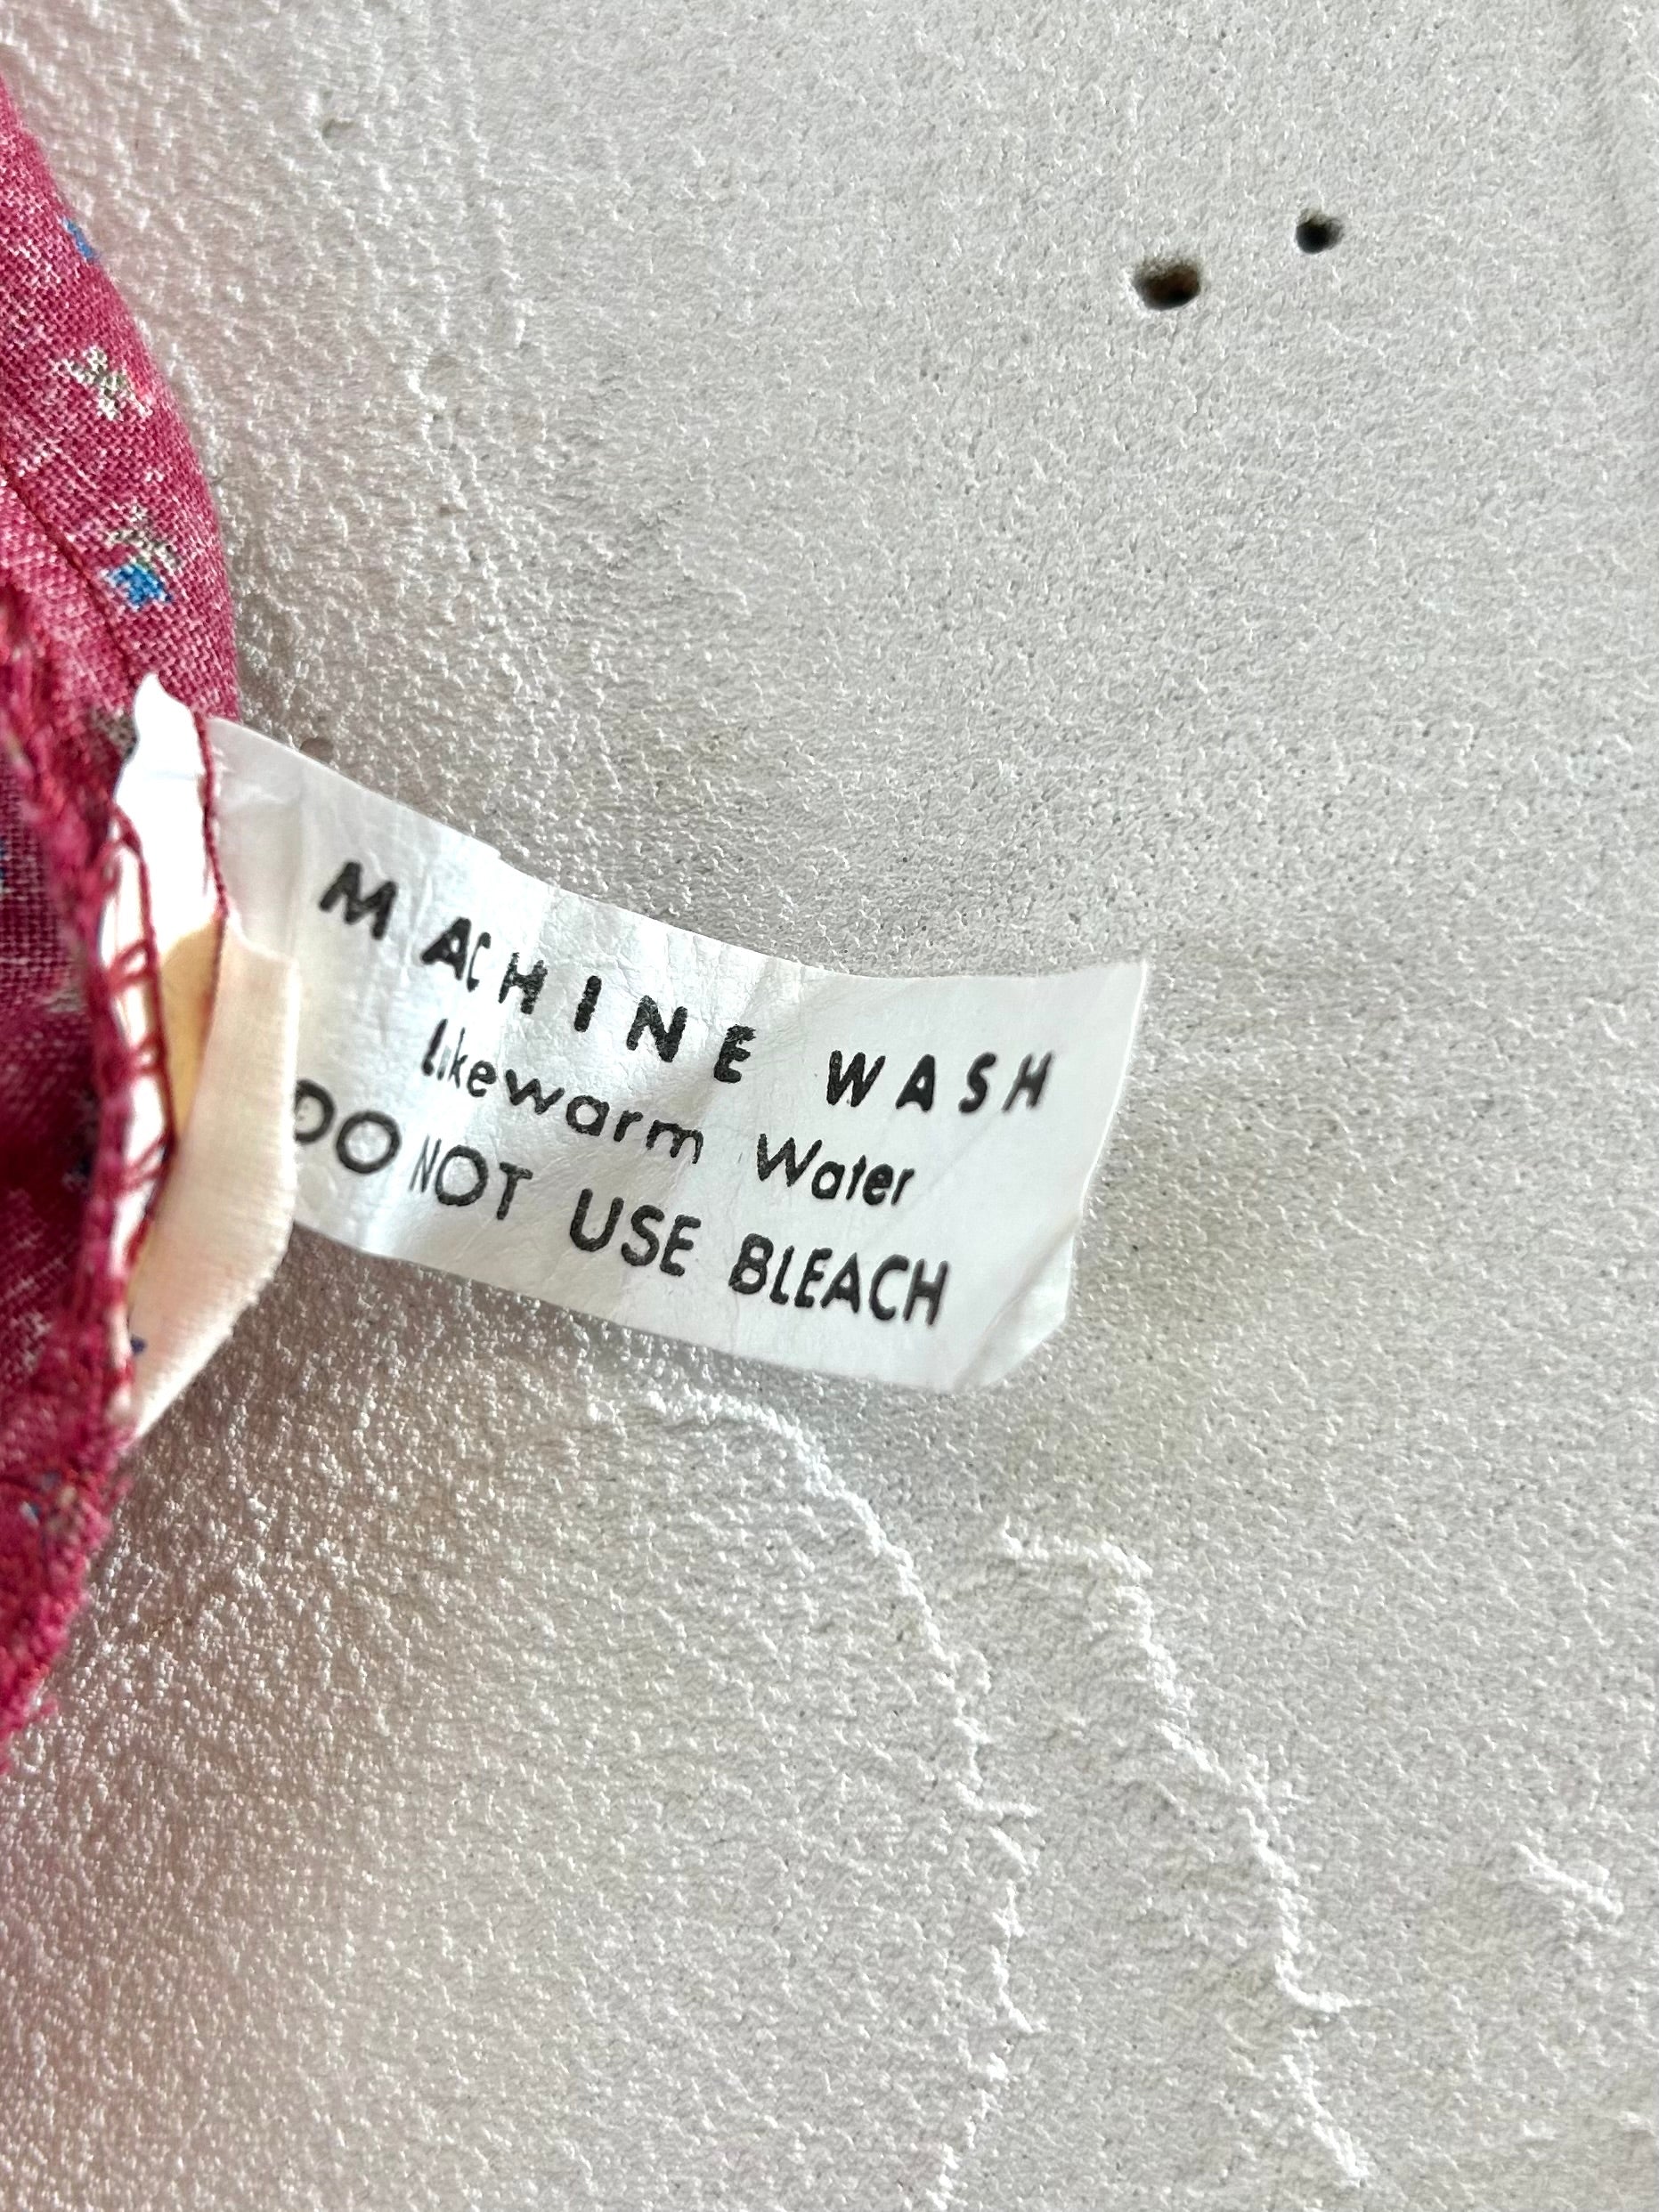 MACHINE WASH
likewarm Water
DO NOT USE BLEACH